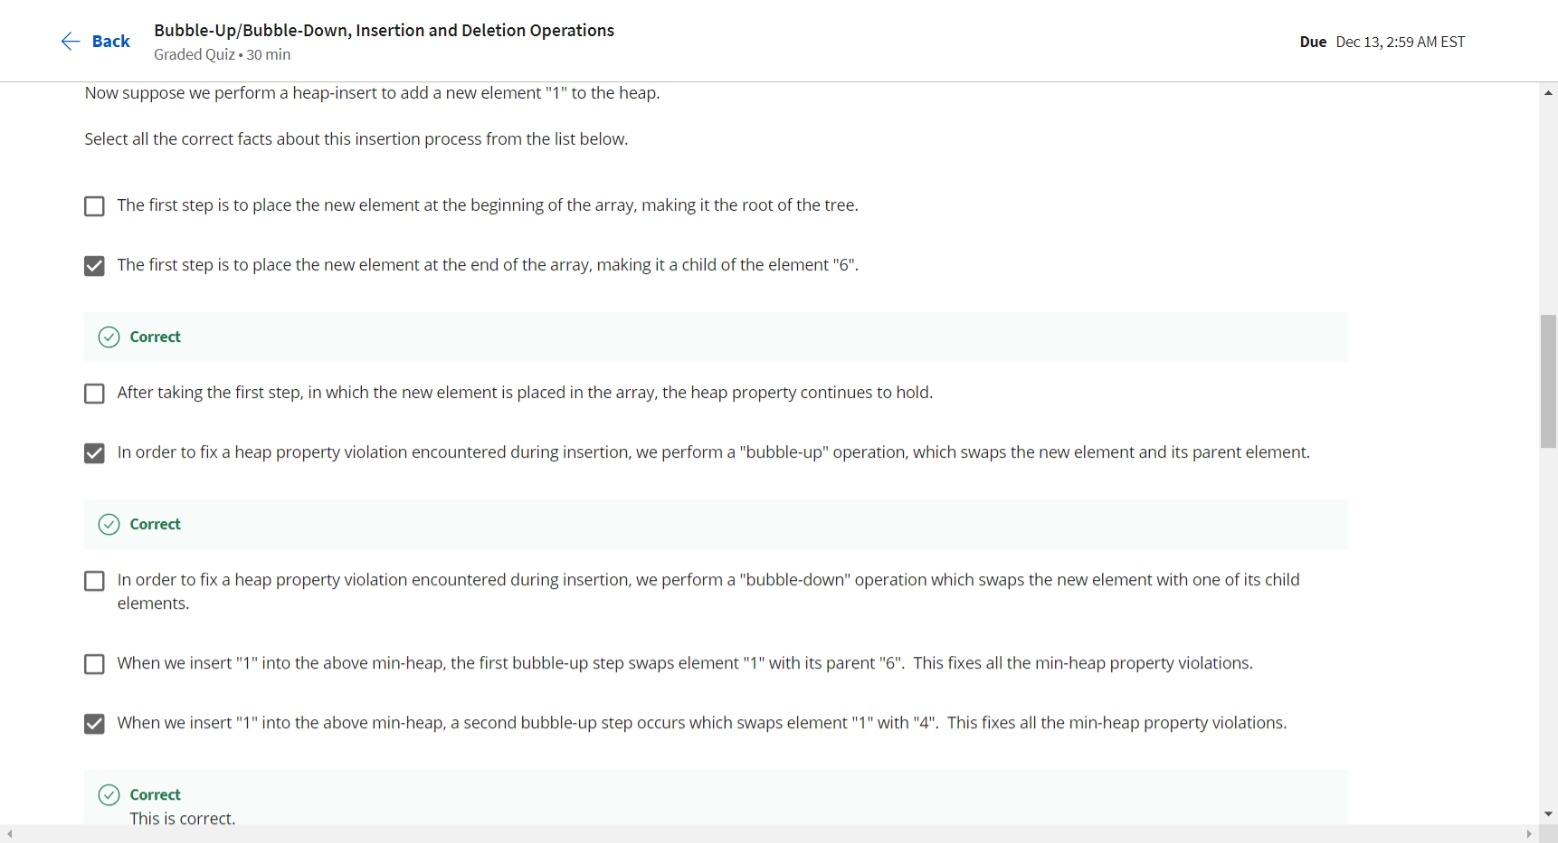 Back
Bubble-Up/Bubble-Down, Insertion and Deletion Operations
Graded Quiz • 30 min
Due Dec 13, 2:59 AM EST
Now suppose we perform a heap-insert to add a new element "1" to the heap.
Select all the correct facts about this insertion process from the list below.
The first step is to place the new element at the beginning of the array, making it the root of the tree.
The first step is to place the new element at the end of the array, making it a child of the element "6".
Correct
After taking the first step, in which the new element is placed in the array, the heap property continues to hold.
In order to fix a heap property violation encountered during insertion, we perform a "bubble-up" operation, which swaps the new element and its parent element.
Correct
In order to fix a heap property violation encountered during insertion, we perform a "bubble-down" operation which swaps the new element with one of its child
elements.
When we insert "1" into the above min-heap, the first bubble-up step swaps element "1" with its parent "6". This fixes all the min-heap property violations.
When we insert "1" into the above min-heap, a second bubble-up step occurs which swaps element "1" with "4". This fixes all the min-heap property violations.
Correct
This is correct.